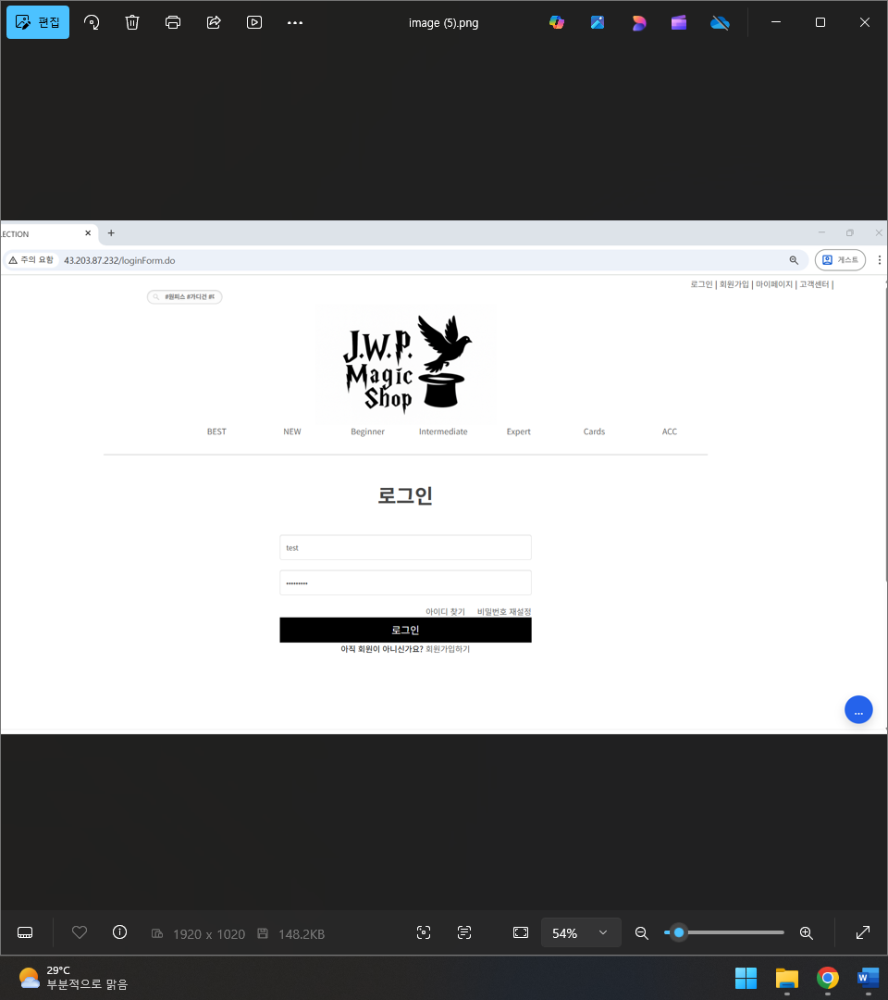 편집
image (5).png
LECTION
주의 요함
43.203.87.232/loginForm.do
게스트
로그인 | 회원가입 | 마이페이지 | 고객센터 |
#원피스 #가디건 #
J.W.P.
Magic
Shop
BEST NEW Beginner Intermediate Expert Cards ACC
로그인
test
•••••••••
아이디 찾기 비밀번호 재설정
로그인
아직 회원이 아니신가요? 회원가입하기
...
1920 x 1020 148.2KB
54%
29°C
부분적으로 맑음
W